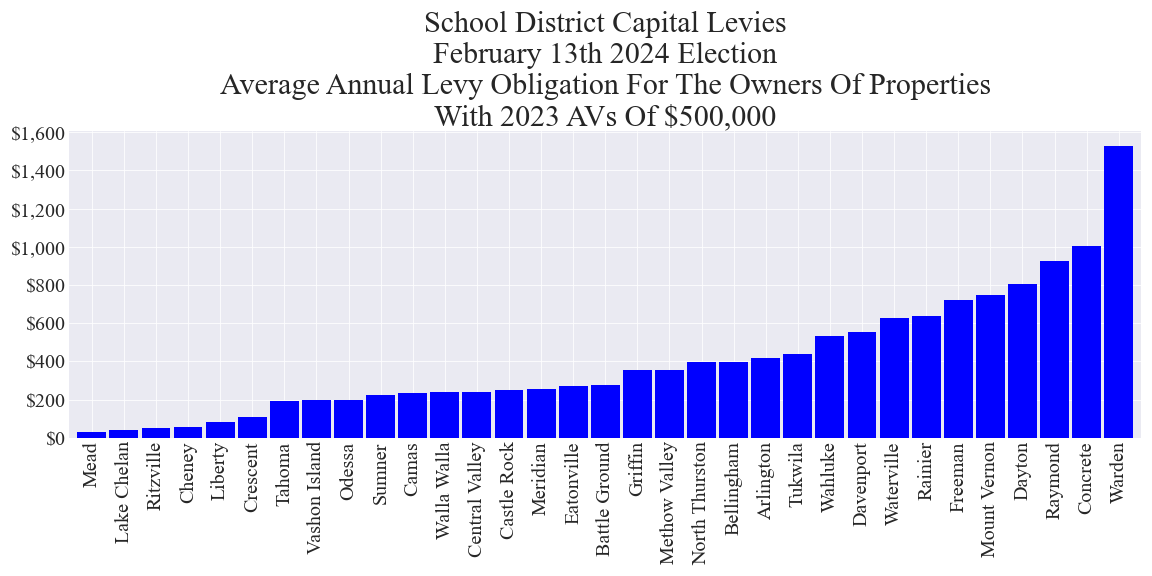 School District Capital Levies
February 13th 2024 Election
Average Annual Levy Obligation For The Owners Of Properties
With 2023 AVs Of $500,000
$1,600
$1,400
$1,200
$1,000
$800
$600
$400
$200
$0
Mead
Lake Chelan
Ritzville
Cheney
Liberty
Crescent
Tahoma
Vashon Island
Odessa
Sumner
Camas
Walla Walla
Central Valley
Castle Rock
Meridian
Eatonville
Battle Ground
Griffin
Methow Valley
North Thurston
Bellingham
Arlington
Tukwila
Wahluke
Davenport
Waterville
Rainier
Freeman
Mount Vernon
Dayton
Raymond
Concrete
Warden